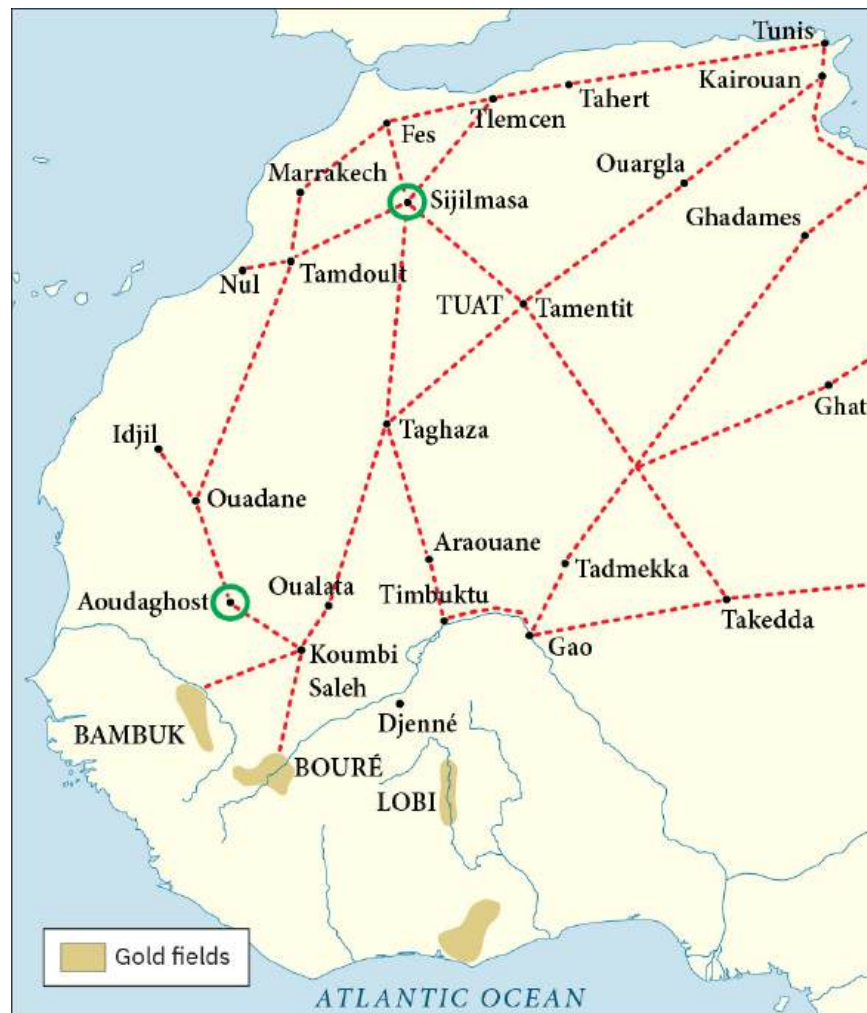 Tunis
Kairouan
Tahert
Tlemcen
Fes
Ouargla
Marrakech
Sijilmasa
Ghadames
Nul
Tamdoult
TUAT
Tamentit
Ghat
Taghaza
Idjil
Ouadane
Araouane
Tadmekka
Aoudaghost
Oualata
Timbuktu
Takedda
Gao
Koumbi
Saleh
Djenné
BAMBUK
BOURÉ
LOBI
Gold fields
ATLANTIC OCEAN